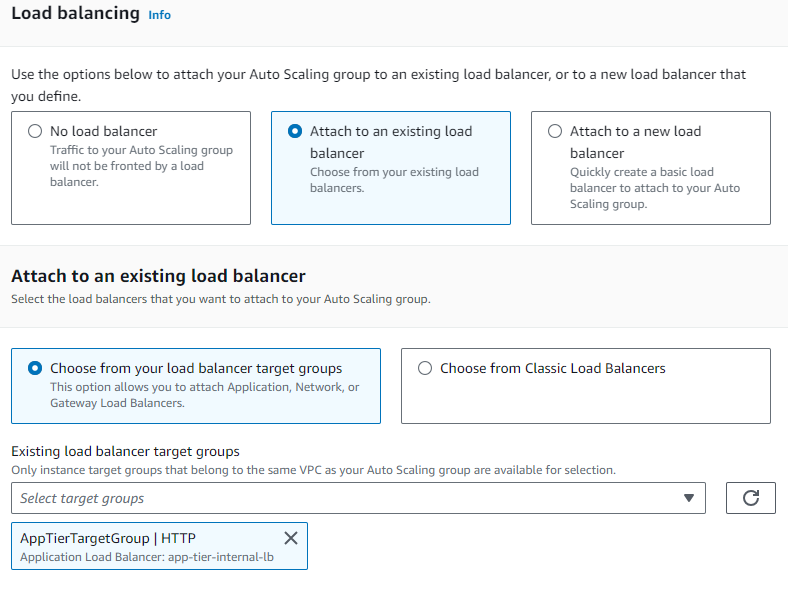 Load balancing Info
Use the options below to attach your Auto Scaling group to an existing load balancer, or to a new load balancer that
you define.
No load balancer
Traffic to your Auto Scaling group
will not be fronted by a load
balancer.
Attach to an existing load
balancer
Choose from your existing load
balancers.
Attach to a new load
balancer
Quickly create a basic load
balancer to attach to your Auto
Scaling group.
Attach to an existing load balancer
Select the load balancers that you want to attach to your Auto Scaling group.
Choose from your load balancer target groups
This option allows you to attach Application, Network, or
Gateway Load Balancers.
Choose from Classic Load Balancers
Existing load balancer target groups
Only instance target groups that belong to the same VPC as your Auto Scaling group are available for selection.
Select target groups
AppTierTargetGroup | HTTP
Application Load Balancer: app-tier-internal-lb